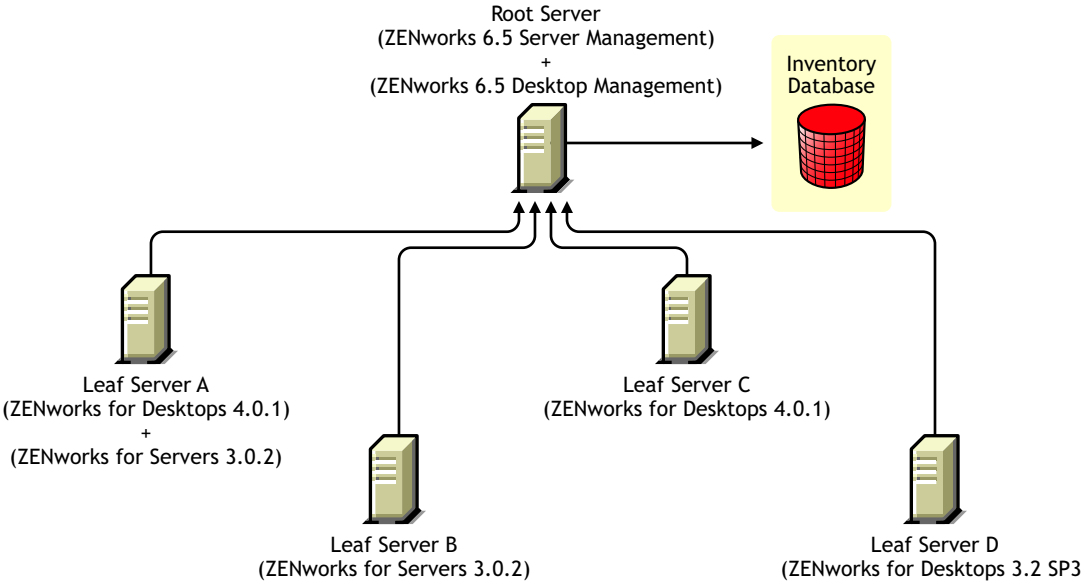 Root Server
(ZENworks 6.5 Server Management)
+
(ZENworks 6.5 Desktop Management)
Inventory
Database
Leaf Server A
(ZENworks for Desktops 4.0.1)
+
(ZENworks for Servers 3.0.2)
Leaf Server C
(ZENworks for Desktops 4.0.1)
Leaf Server B
(ZENworks for Servers 3.0.2)
Leaf Server D
(ZENworks for Desktops 3.2 SP3